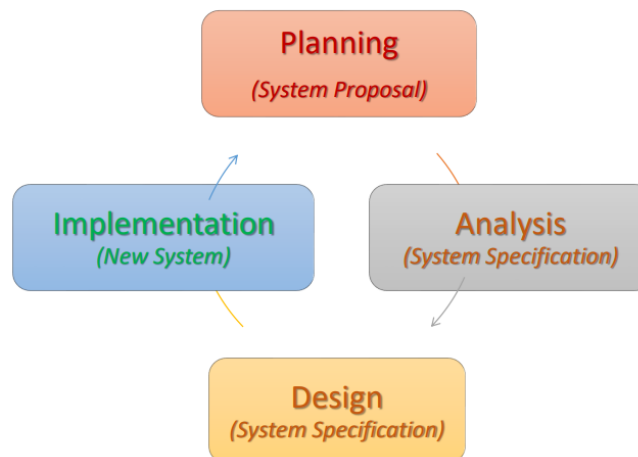 Planning
(System Proposal)
Implementation
(New System)
Analysis
(System Specification)
Design
(System Specification)